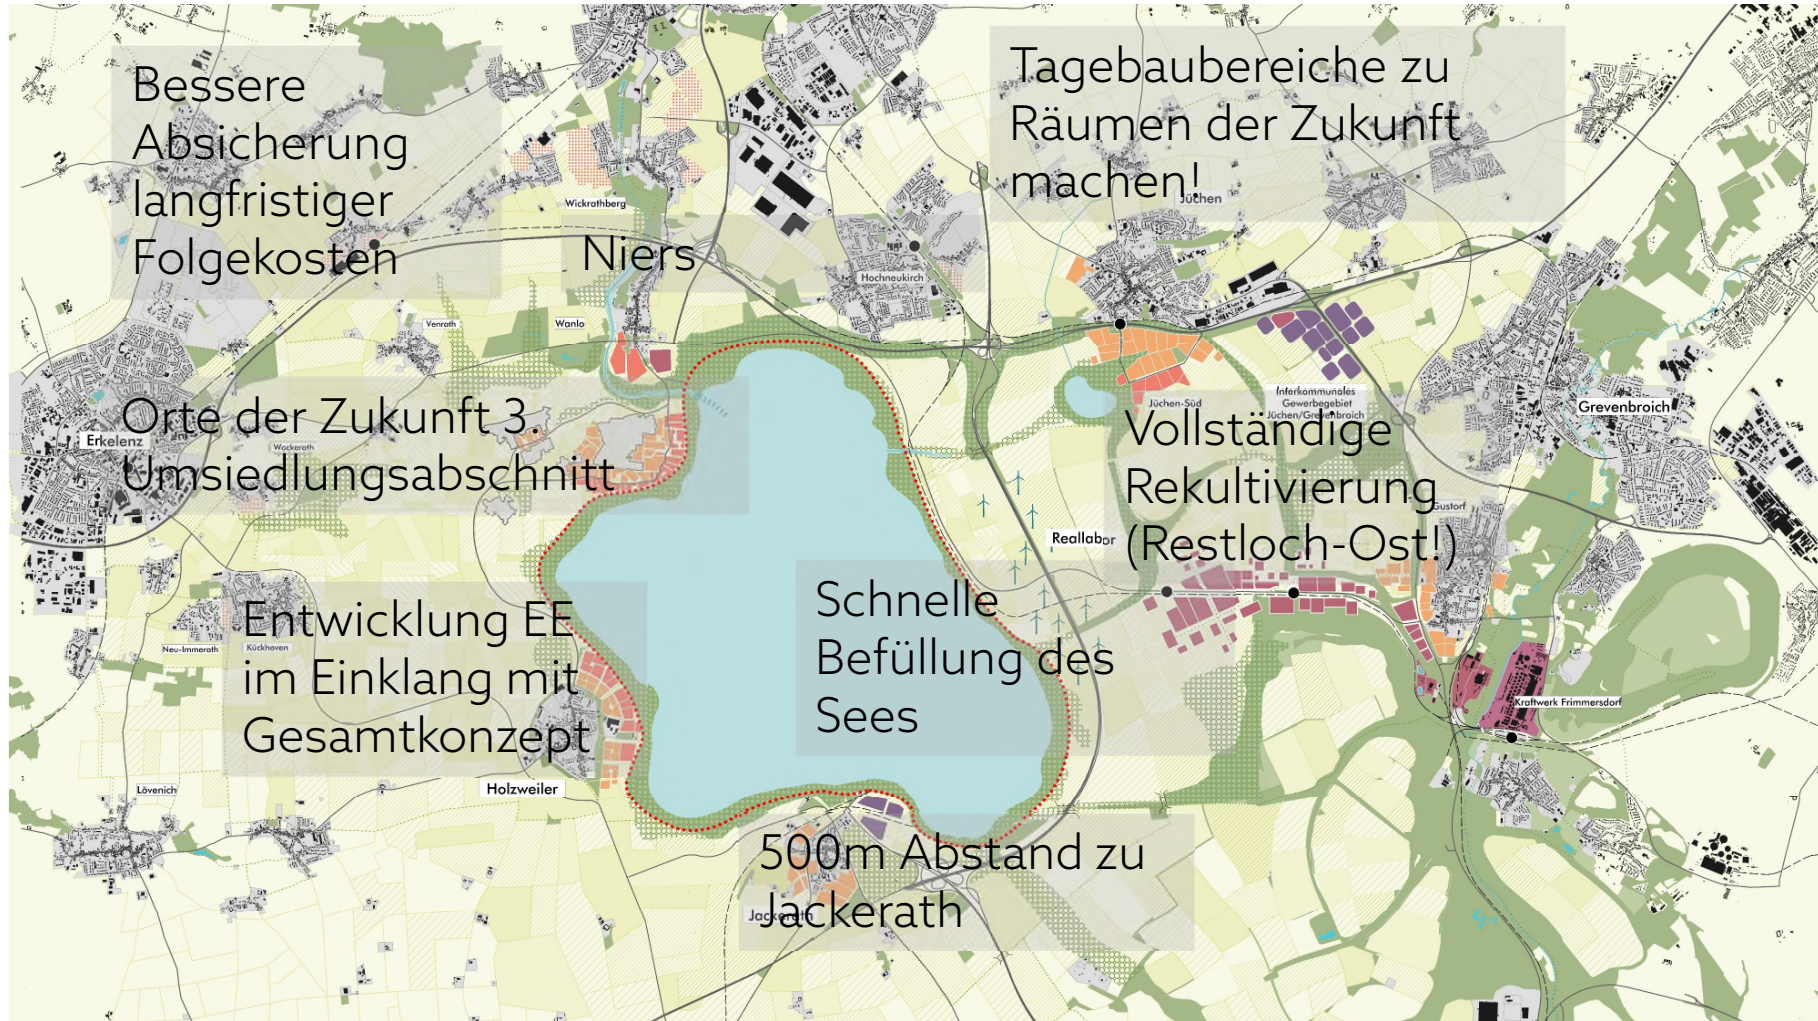 Bessere
Absicherung
langfristiger
Folgekosten
Tagebaubereiche zu
Räumen der Zukunft
machen!
Jüchen
Wickrathberg
Niers
Hochneukirch
Venrath
Wanlo
Orte der Zukunft 3.
Umsiedlungsabschnitt
Erkelenz
Wockerath
Jüchen-Süd
Interkommunales
Gewerbegebiet
Jüchen/Grevenbroich
Grevenbroich
Vollständige
Rekultivierung
(Restloch-Ost!)
Gustorf
Reallabor
Entwicklung EE
im Einklang mit
Gesamtkonzept
Neu-Immerath
Kückhoven
Schnelle
Befüllung des
Sees
Kraftwerk Frimmersdorf
Lövenich
Holzweiler
500m Abstand zu
Jackerath
Jackerath